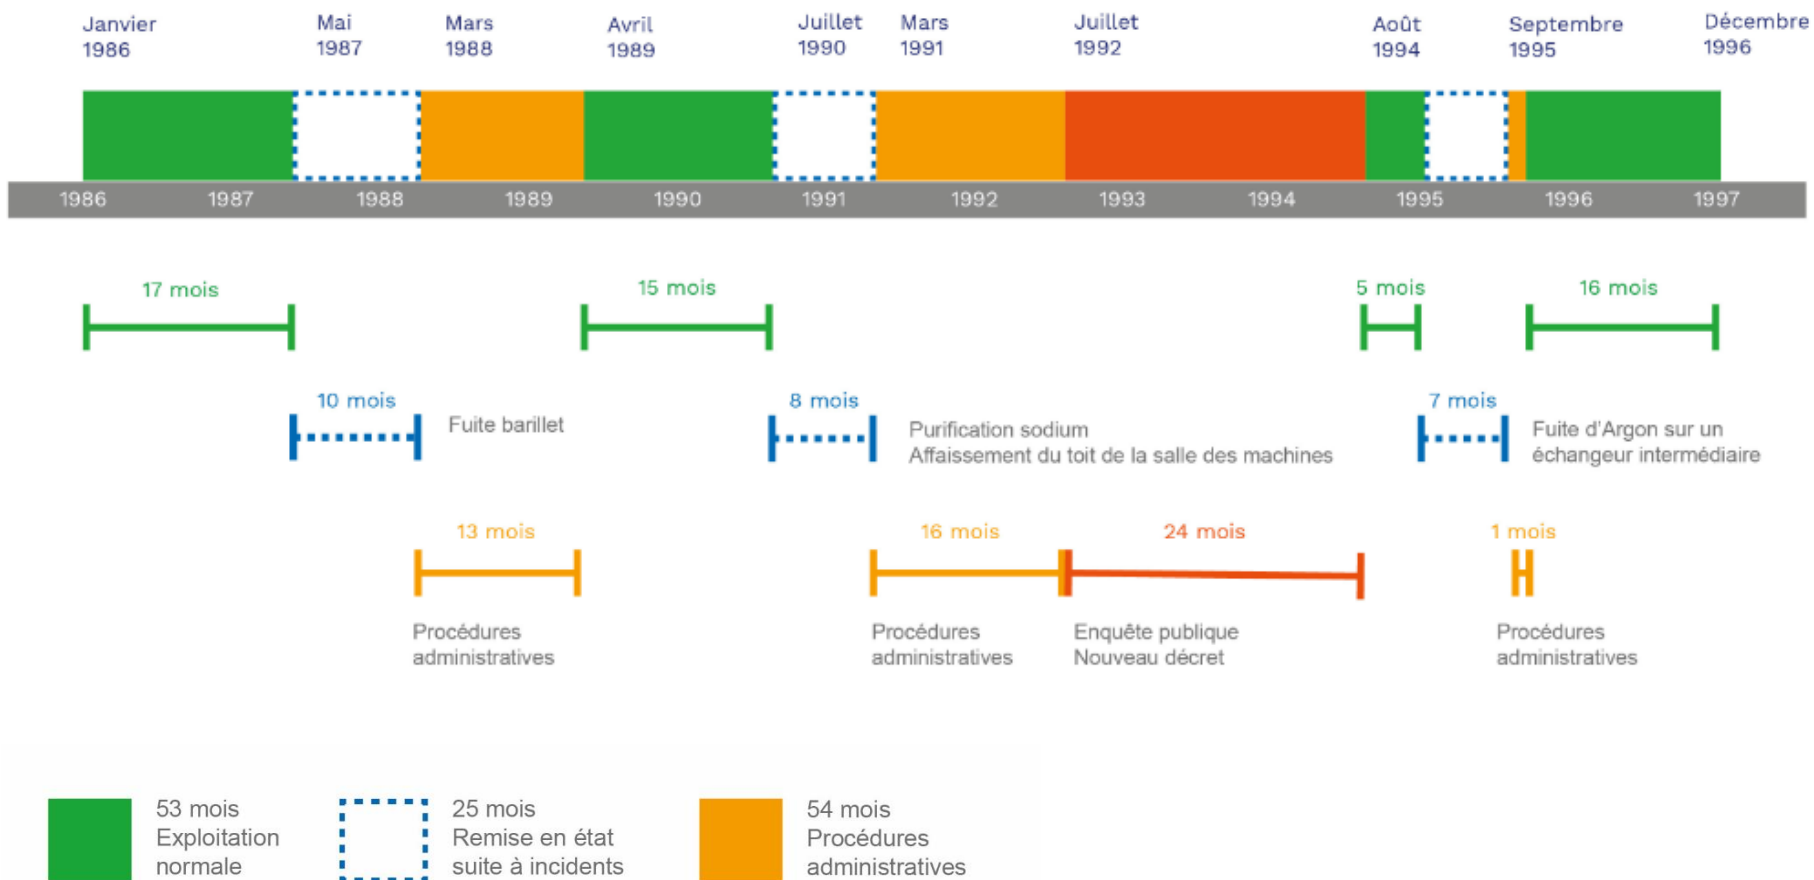 Janvier
1986
Mai
1987
Mars
1988
Avril
1989
Juillet
1990
Mars
1991
Juillet
1992
Août
1994
Septembre
1995
Décembre
1996
1986 1987 1988 1989 1990 1991 1992 1993 1994 1995 1996 1997
17 mois
15 mois
5 mois
16 mois
10 mois
Fuite barillet
8 mois
Purification sodium
Affaissement du toit de la salle des machines
7 mois
Fuite d'Argon sur un
échangeur intermédiaire
13 mois
Procédures
administratives
16 mois
Procédures
administratives
24 mois
Enquête publique
Nouveau décret
1 mois
Procédures
administratives
53 mois
Exploitation
normale
25 mois
Remise en état
suite à incidents
54 mois
Procédures
administratives